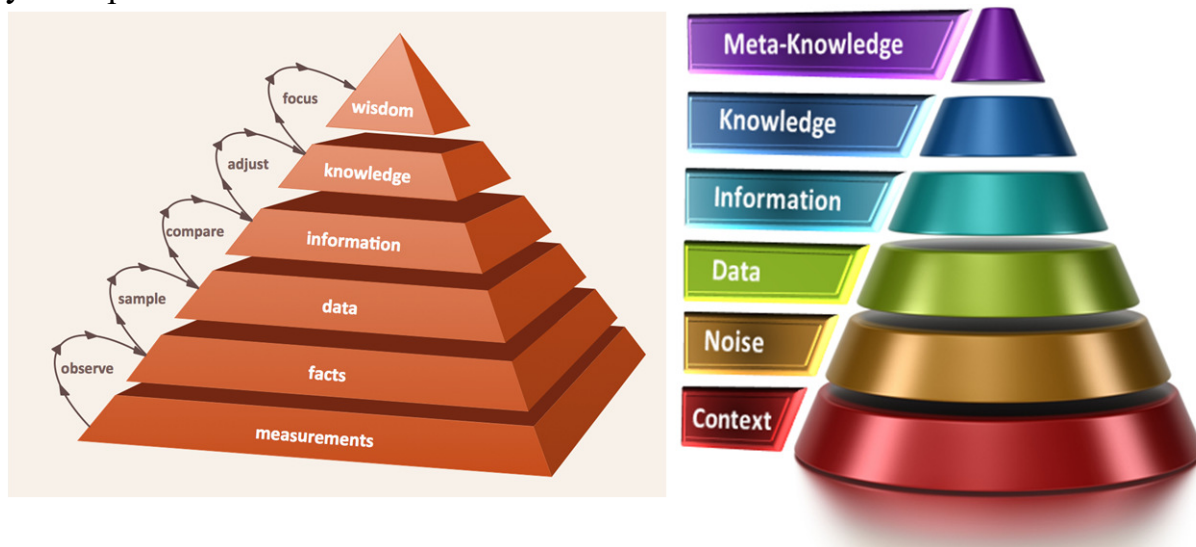 focus
wisdom
adjust
knowledge
compare
information
sample
data
observe
facts
measurements
Meta-Knowledge
Knowledge
Information
Data
Noise
Context